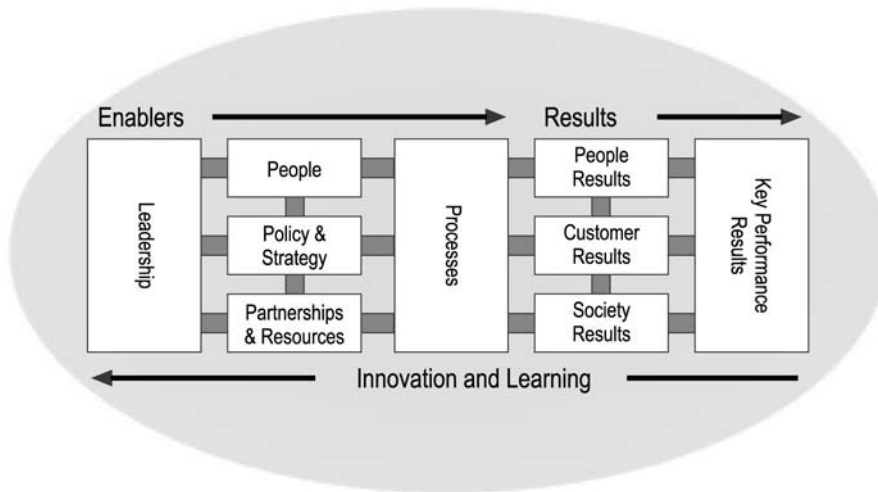 Enablers
Results
Leadership
People
Policy &
Strategy
Partnerships
& Resources
Processes
People
Results
Customer
Results
Society
Results
Key Performance
Results
Innovation and Learning